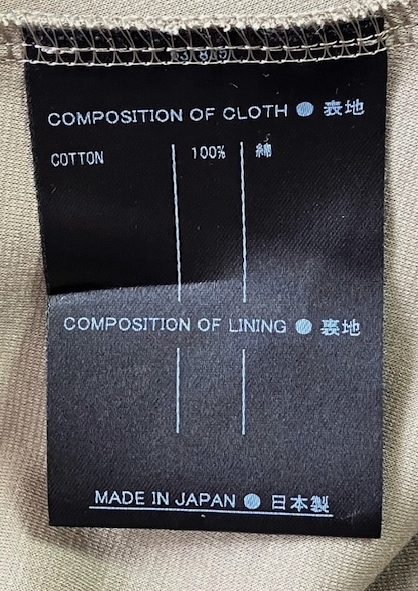 COMPOSITION OF CLOTH ● 表地
COTTON 100% 綿
COMPOSITION OF LINING ● 裏地
MADE IN JAPAN ● 日本製